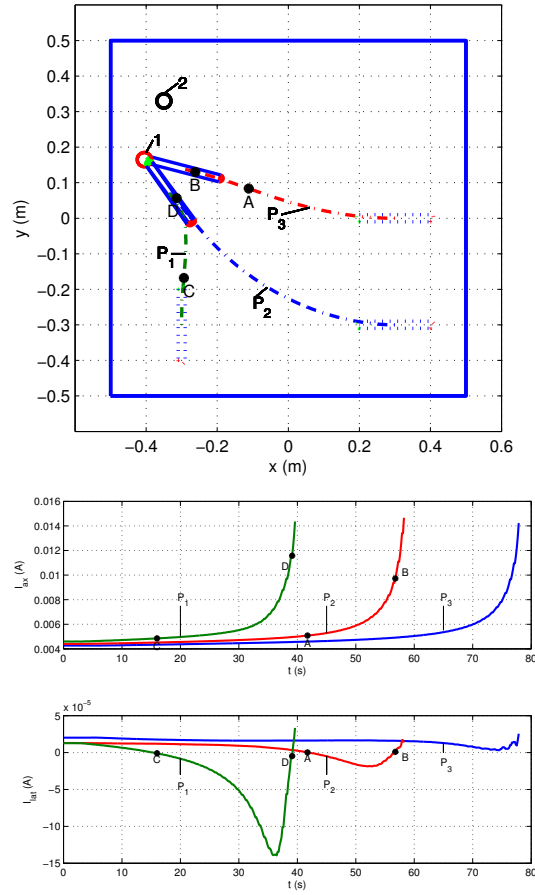 0.5
0.4
0.3
0.2
0.1
0
−0.1
−0.2
−0.3
−0.4
−0.5
y (m)
2
1
B
A
D
P3
P1
C
P2
−0.4 −0.2 0 0.2 0.4 0.6
x (m)
0.016
0.014
0.012
0.01
0.008
0.006
0.004
I_ax (A)
D
B
P1
P2
P3
C
A
0 10 20 30 40 50 60 70 80
t (s)
x 10^-5
5
0
−5
−10
−15
I_lat (A)
C
D
A
B
P1
P2
P3
0 10 20 30 40 50 60 70 80
t (s)